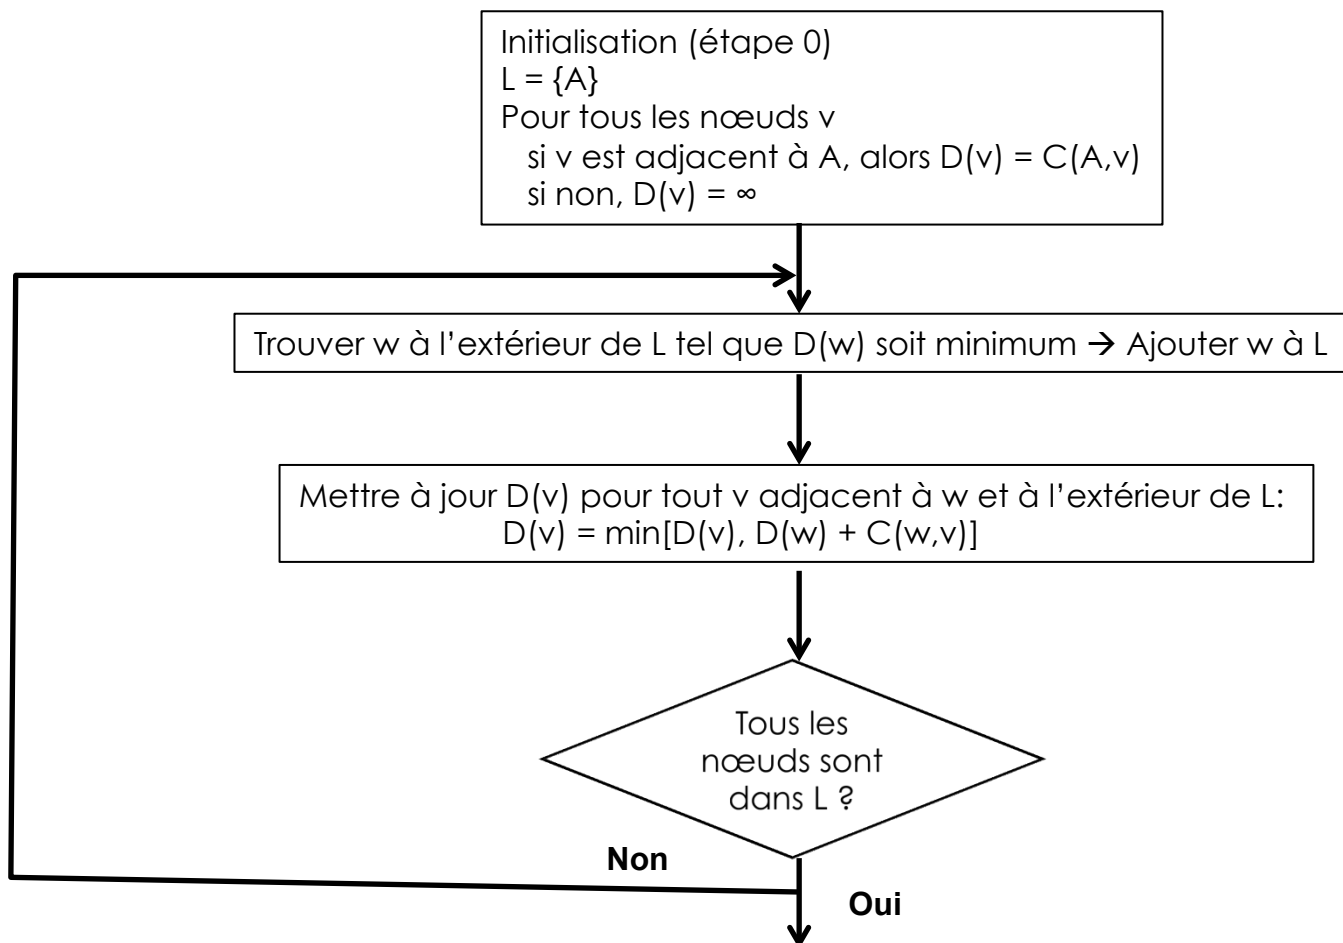 Initialisation (étape 0)
L = {A}
Pour tous les nœuds v
si v est adjacent à A, alors D(v) = C(A,v)
si non, D(v) = ∞
Trouver w à l’extérieur de L tel que D(w) soit minimum → Ajouter w à L
Mettre à jour D(v) pour tout v adjacent à w et à l’extérieur de L:
D(v) = min[D(v), D(w) + C(w,v)]
Tous les
nœuds sont
dans L ?
Non
Oui